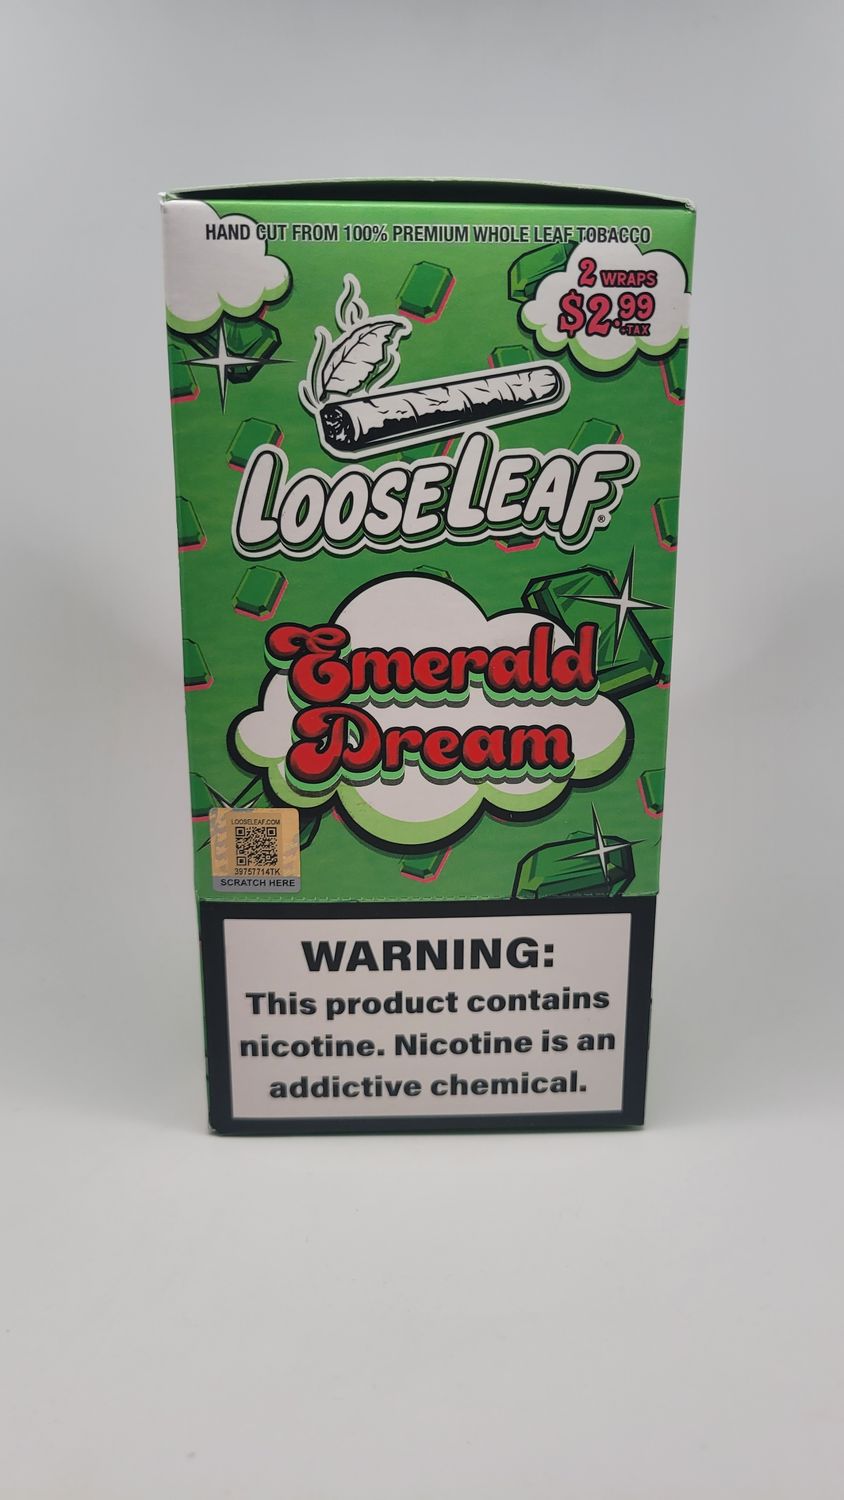 HAND CUT FROM 100% PREMIUM WHOLE LEAF TOBACCO
2 WRAPS
$2.99
+TAX
LOOSELEAF®
Emerald
Dream
LOOSELEAF.COM
39757714TK
SCRATCH HERE
WARNING:
This product contains
nicotine. Nicotine is an
addictive chemical.